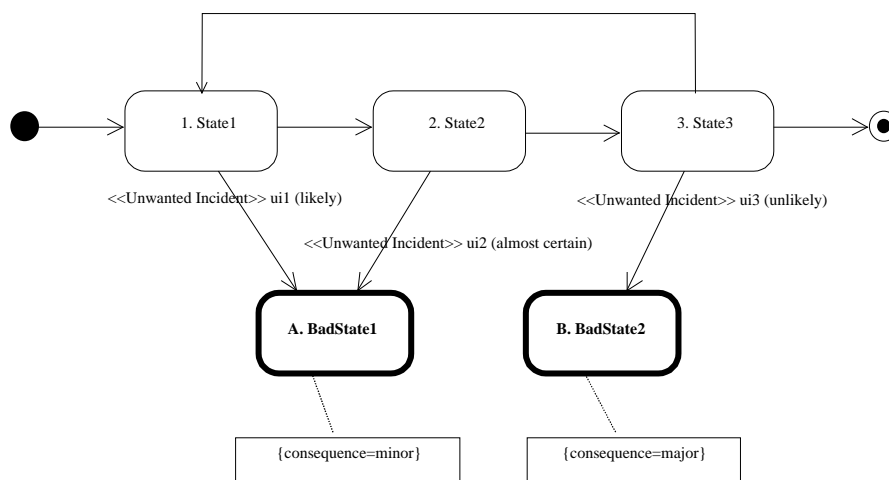 1. State1
2. State2
3. State3
<<Unwanted Incident>> ui1 (likely)
<<Unwanted Incident>> ui3 (unlikely)
<<Unwanted Incident>> ui2 (almost certain)
A. BadState1
B. BadState2
{consequence=minor}
{consequence=major}